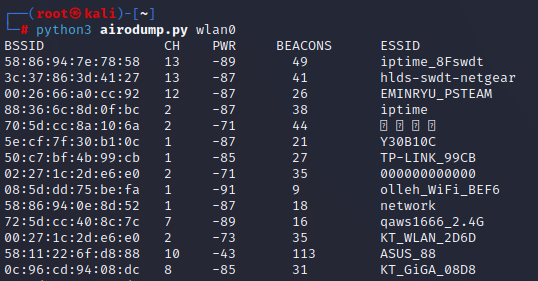 (root㉿kali)-[~]
# python3 airodump.py wlan0
BSSID CH PWR BEACONS ESSID
58:86:94:7e:78:58 13 -89 49 iptime_8Fswdt
3c:37:86:3d:41:27 13 -87 41 hlds-swdt-netgear
00:26:66:a0:cc:92 12 -87 26 EMINRYU_PSTEAM
88:36:6c:8d:0f:bc 2 -87 38 iptime
70:5d:cc:8a:10:6a 2 -71 44
5e:cf:7f:30:b1:0c 1 -87 21 Y30B10C
50:c7:bf:4b:99:cb 1 -85 27 TP-LINK_99CB
02:27:1c:2d:e6:e0 2 -71 35 000000000000
08:5d:dd:75:be:fa 1 -91 9 olleh_WiFi_BEF6
58:86:94:0e:8d:52 1 -87 18 network
72:5d:cc:40:8c:7c 7 -89 16 qaws1666_2.4G
00:27:1c:2d:e6:e0 2 -73 35 KT_WLAN_2D6D
58:11:22:6f:d8:88 10 -43 113 ASUS_88
0c:96:cd:94:08:dc 8 -85 31 KT_GiGA_08D8